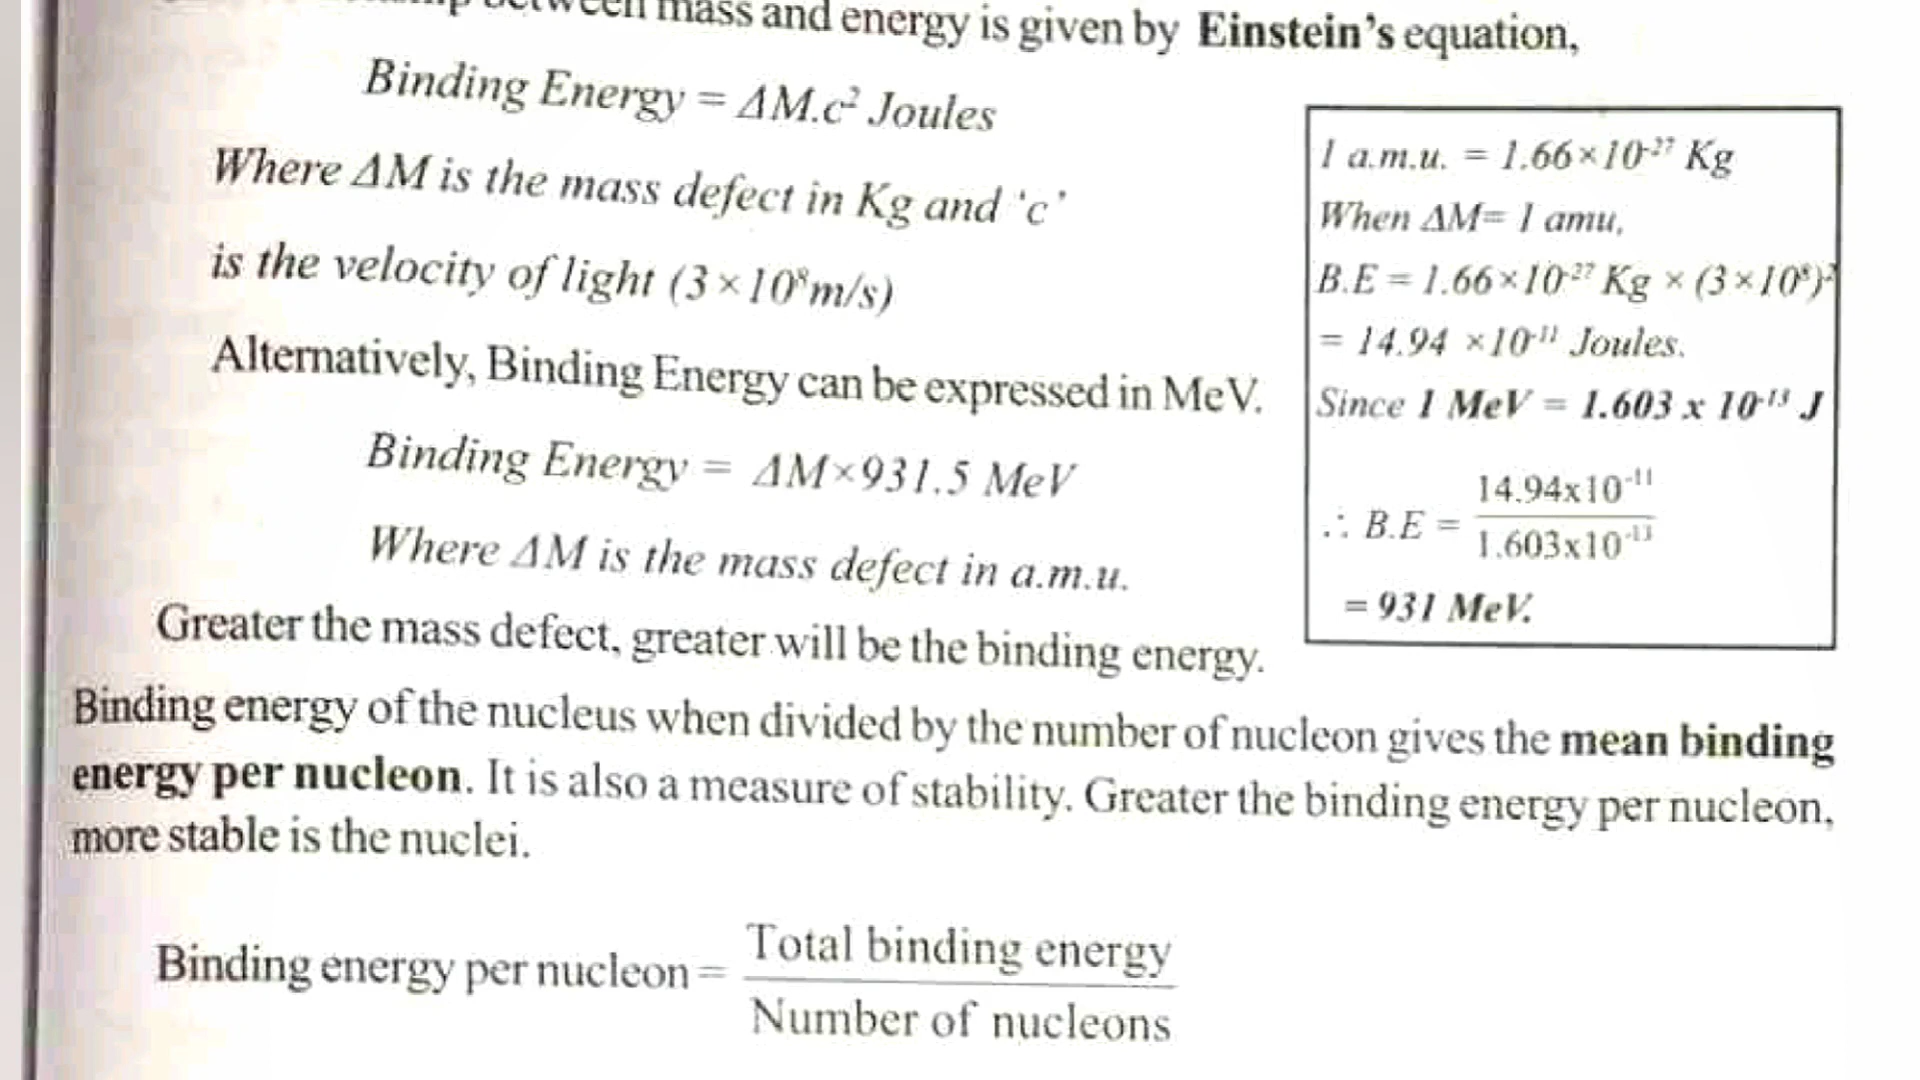 between mass and energy is given by Einstein's equation,
Binding Energy = ΔM.c² Joules
Where ΔM is the mass defect in Kg and 'c'
is the velocity of light (3×10⁸m/s)
Alternatively, Binding Energy can be expressed in MeV.
Binding Energy = ΔM×931.5 MeV
Where ΔM is the mass defect in a.m.u.
Greater the mass defect, greater will be the binding energy.
1 a.m.u. = 1.66×10⁻²⁷ Kg
When ΔM= 1 amu,
B.E = 1.66×10⁻²⁷ Kg × (3×10⁸)²
= 14.94 ×10⁻¹¹ Joules.
Since 1 MeV = 1.603 x 10⁻¹³ J
14.94x10⁻¹¹
∴ B.E =
1.603x10⁻¹³
= 931 MeV.
Binding energy of the nucleus when divided by the number of nucleon gives the mean binding
energy per nucleon. It is also a measure of stability. Greater the binding energy per nucleon,
more stable is the nuclei.
Total binding energy
Binding energy per nucleon =
Number of nucleons